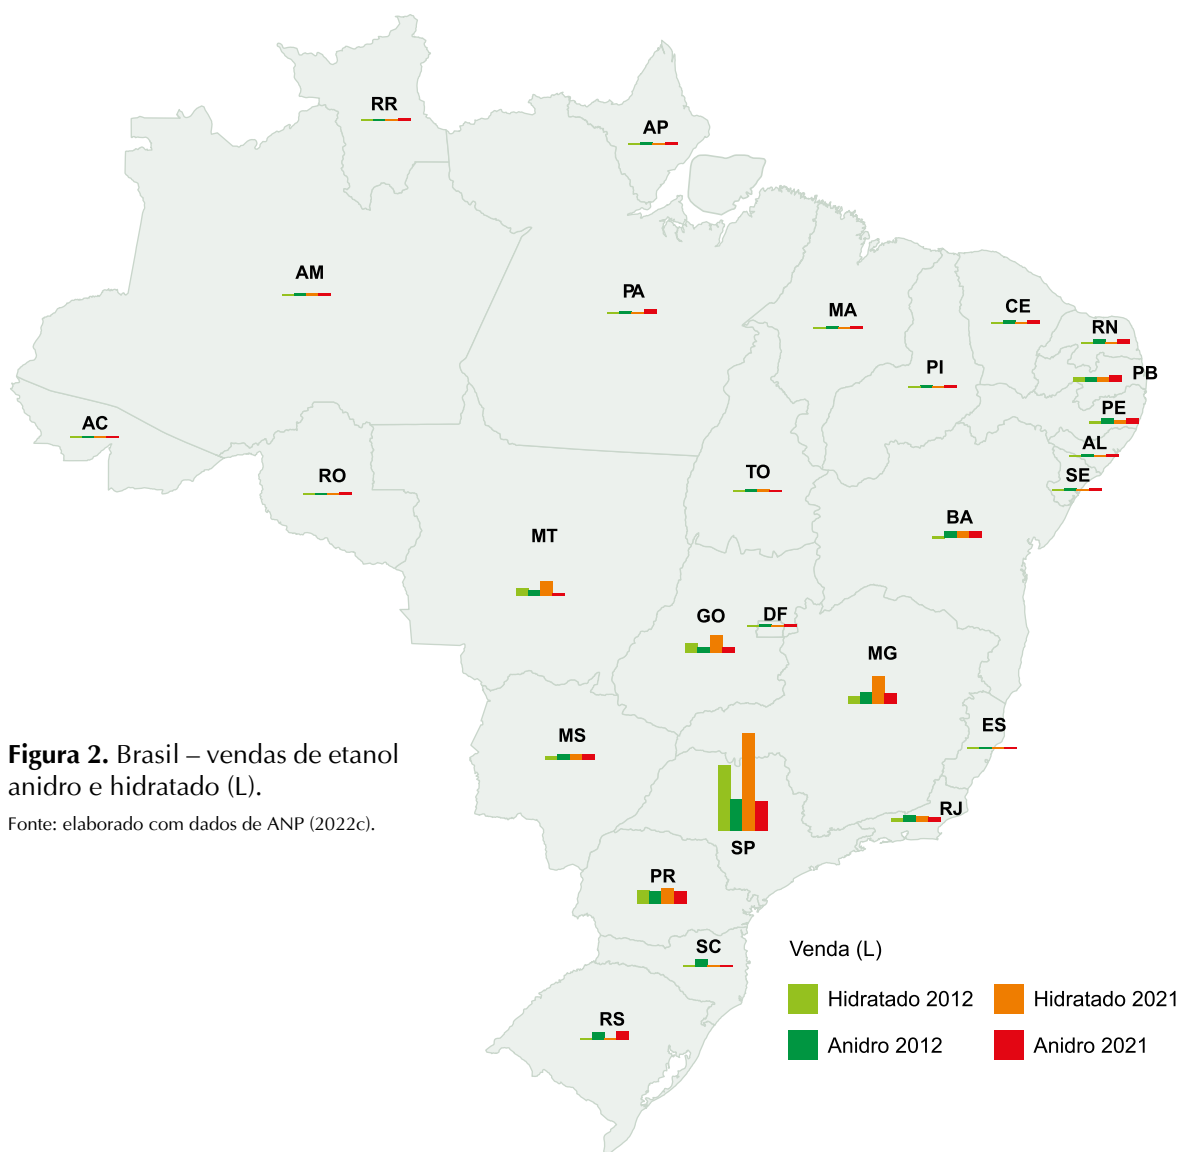 RR
AP
AM
PA
MA
CE
RN
PI
PB
PE
AC
AL
RO
TO
SE
BA
MT
GO
DF
MG
MS
ES
Figura 2. Brasil – vendas de etanol
anidro e hidratado (L).
Fonte: elaborado com dados de ANP (2022c).
RJ
SP
PR
SC
RS
Venda (L)
Hidratado 2012
Hidratado 2021
Anidro 2012
Anidro 2021